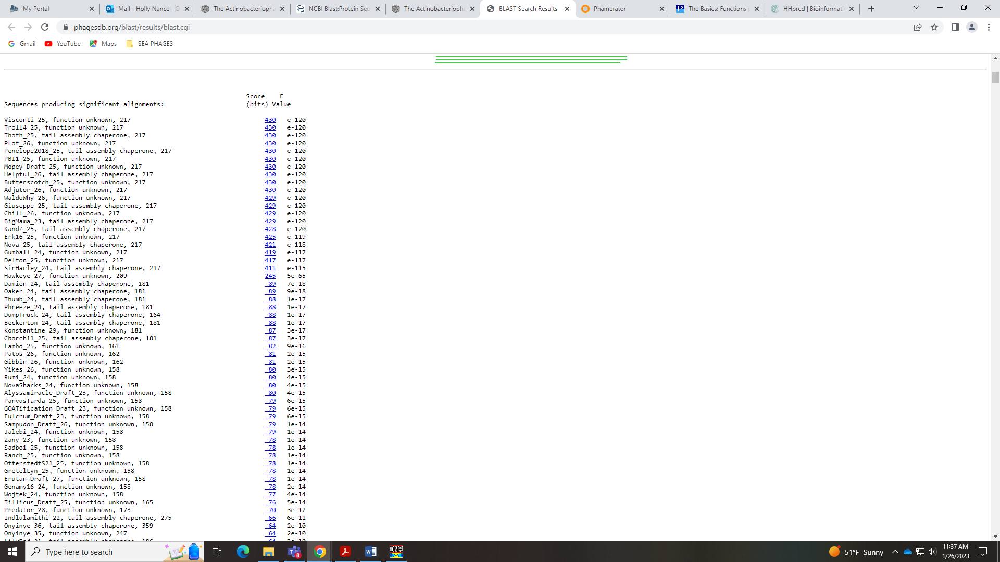 My Portal
Mail - Holly Nance - O
The Actinobacteriopha
NCBI Blast:Protein Seq
The Actinobacteriopha
BLAST Search Results
Phamerator
The Basics: Functions
HHpred | Bioinformati
phagesdb.org/blast/results/blast.cgi
Gmail YouTube Maps SEA PHAGES
Score E
Sequences producing significant alignments: (bits) Value
Visconti_25, function unknown, 217 430 e-120
Troll4_25, function unknown, 217 430 e-120
Thoth_25, tail assembly chaperone, 217 430 e-120
PLot_26, function unknown, 217 430 e-120
Penelope2018_25, tail assembly chaperone, 217 430 e-120
PBI1_25, function unknown, 217 430 e-120
Mopey_Draft_25, function unknown, 217 430 e-120
Helpful_26, tail assembly chaperone, 217 430 e-120
Butterscotch_25, function unknown, 217 430 e-120
Adjutor_26, function unknown, 217 430 e-120
WaldoWhy_26, function unknown, 217 429 e-120
Giuseppe_25, tail assembly chaperone, 217 429 e-120
Chill_26, function unknown, 217 429 e-120
BigMama_23, tail assembly chaperone, 217 429 e-120
KandZ_25, tail assembly chaperone, 217 428 e-120
Erk16_25, function unknown, 217 425 e-119
Nova_25, tail assembly chaperone, 217 421 e-118
Gumball_24, function unknown, 217 419 e-117
Delton_25, function unknown, 217 417 e-117
SirHarley_24, tail assembly chaperone, 217 411 e-115
Hawkeye_27, function unknown, 209 245 5e-65
Damien_24, tail assembly chaperone, 181 89 7e-18
Oaker_24, tail assembly chaperone, 181 89 9e-18
Thumb_24, tail assembly chaperone, 181 88 1e-17
Phreeze_24, tail assembly chaperone, 181 88 1e-17
DumpTruck_24, tail assembly chaperone, 164 88 1e-17
Beckerton_24, tail assembly chaperone, 181 88 1e-17
Konstantine_29, function unknown, 181 87 3e-17
Cborch11_25, tail assembly chaperone, 181 87 3e-17
Lambo_25, function unknown, 161 82 9e-16
Patos_26, function unknown, 162 81 2e-15
Gibbin_26, function unknown, 162 81 2e-15
Yikes_26, function unknown, 158 80 3e-15
Rumi_24, function unknown, 158 80 4e-15
NovaSharks_24, function unknown, 158 80 4e-15
Alyssamiracle_Draft_23, function unknown, 158 80 4e-15
ParvusTarda_25, function unknown, 158 79 6e-15
GOATification_Draft_23, function unknown, 158 79 6e-15
Fulcrum_Draft_23, function unknown, 158 79 6e-15
Sampudon_Draft_26, function unknown, 158 79 1e-14
Jalebi_24, function unknown, 158 79 1e-14
Zany_23, function unknown, 158 78 1e-14
Sadboi_25, function unknown, 158 78 1e-14
Ranch_25, function unknown, 158 78 1e-14
OtterstedtS21_25, function unknown, 158 78 1e-14
GretelLyn_25, function unknown, 158 78 1e-14
Erutan_Draft_27, function unknown, 158 78 1e-14
Genamy16_24, function unknown, 158 78 2e-14
Wojtek_24, function unknown, 158 77 4e-14
Tillicus_Draft_25, function unknown, 165 76 5e-14
Predator_28, function unknown, 173 70 3e-12
Indlulamithi_22, tail assembly chaperone, 275 66 6e-11
Onyinye_36, tail assembly chaperone, 359 64 2e-10
Onyinye_35, function unknown, 247 64 2e-10
LilyPad_21, tail assembly chaperone, 186 64 3e-10
Type here to search
8
DNA
51°F Sunny
11:37 AM
1/26/2023